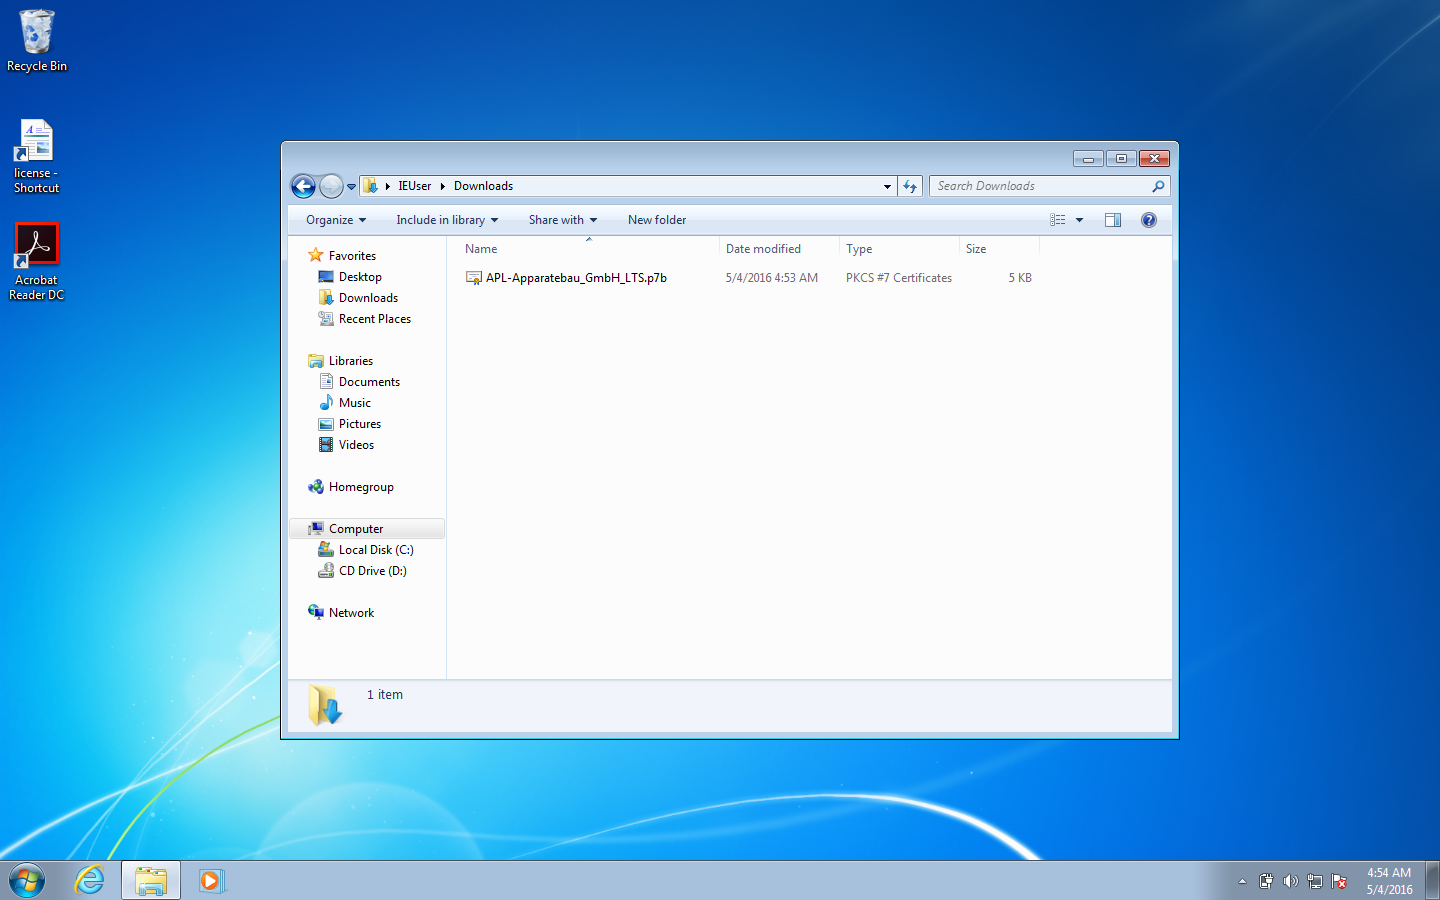 Recycle Bin
license -
Shortcut
Acrobat
Reader DC
IEUser
Downloads
Search Downloads
Organize
Include in library
Share with
New folder
Favorites
Desktop
Downloads
Recent Places
Libraries
Documents
Music
Pictures
Videos
Homegroup
Computer
Local Disk (C:)
CD Drive (D:)
Network
Name Date modified Type Size
APL-Apparatebau_GmbH_LTS.p7b 5/4/2016 4:53 AM PKCS #7 Certificates 5 KB
1 item
4:54 AM
5/4/2016